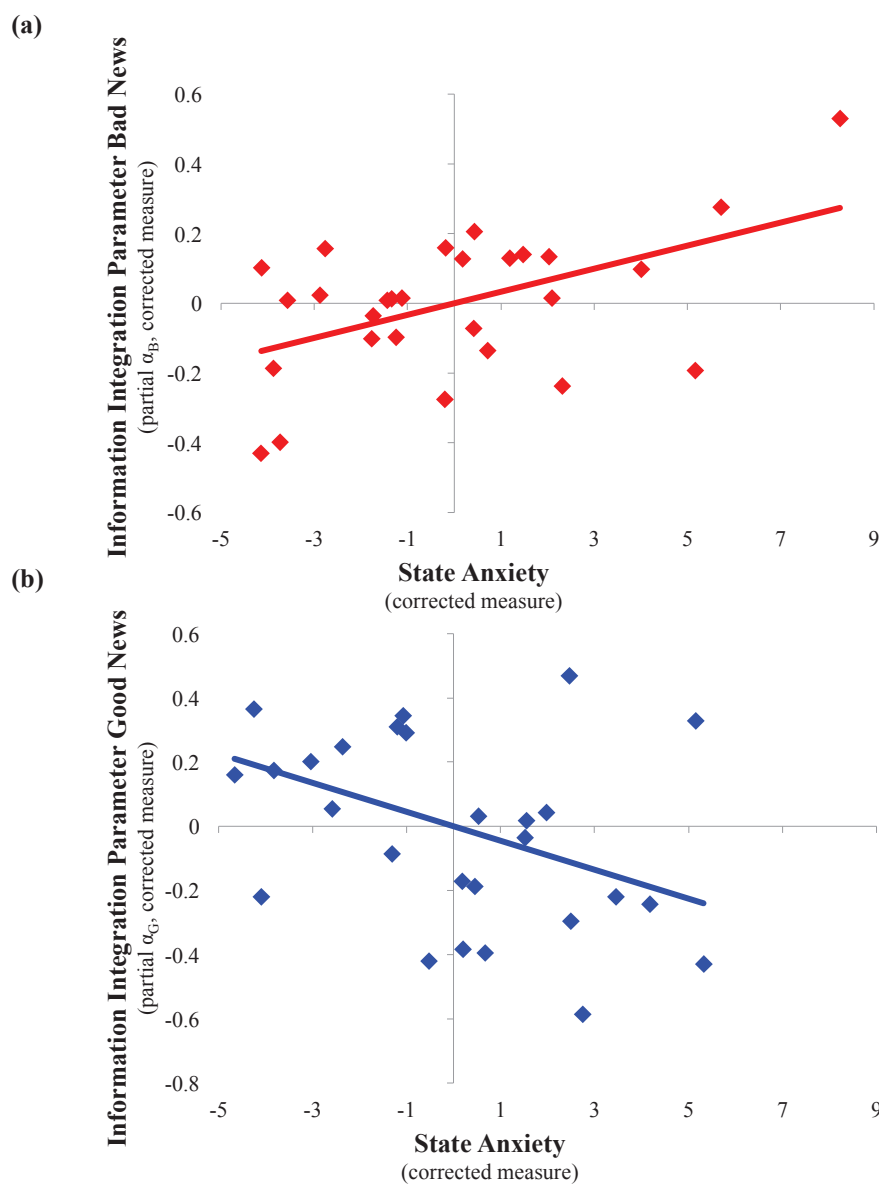 (a)
Information Integration Parameter Bad News
(partial αB, corrected measure)
0.6
0.4
0.2
0
-0.2
-0.4
-0.6
-5 -3 -1 1 3 5 7 9
State Anxiety
(corrected measure)
(b)
Information Integration Parameter Good News
(partial αG, corrected measure)
0.6
0.4
0.2
0
-0.2
-0.4
-0.6
-0.8
-5 -3 -1 1 3 5 7 9
State Anxiety
(corrected measure)